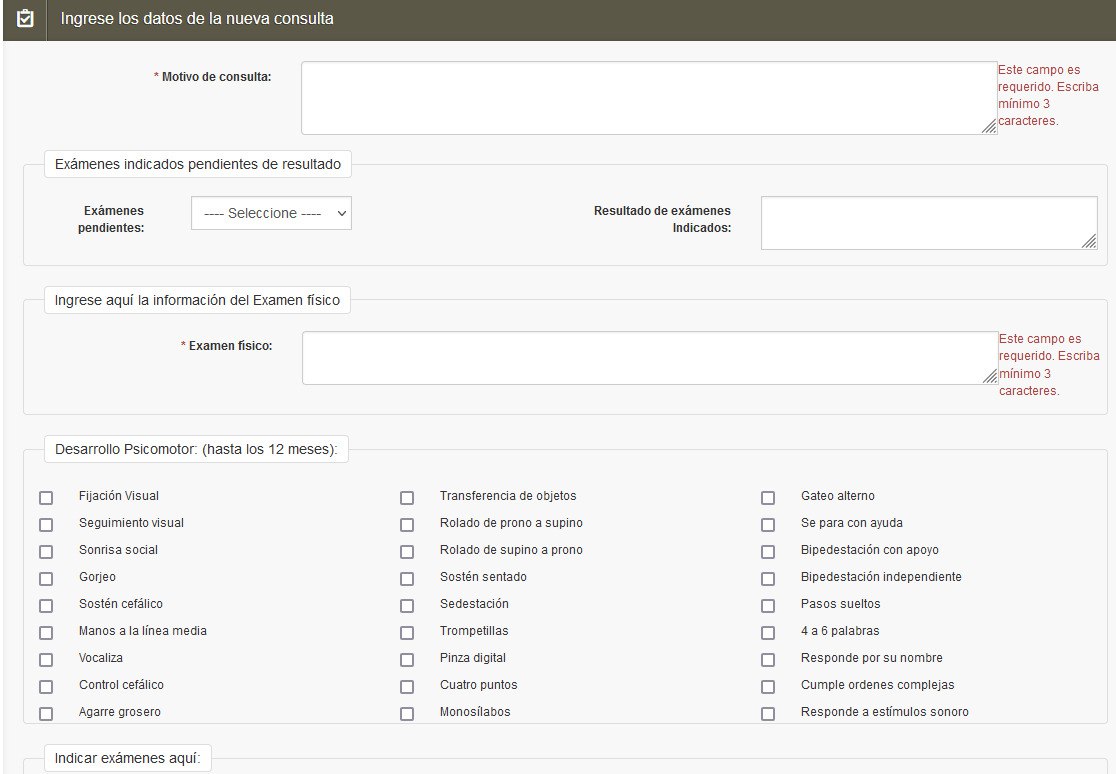 Ingrese los datos de la nueva consulta
* Motivo de consulta:
Este campo es
requerido. Escriba
mínimo 3
caracteres.
Exámenes indicados pendientes de resultado
Exámenes
pendientes:
---- Seleccione ----
Resultado de exámenes
Indicados:
Ingrese aquí la información del Examen físico
* Examen físico:
Este campo es
requerido. Escriba
mínimo 3
caracteres.
Desarrollo Psicomotor: (hasta los 12 meses):
Fijación Visual
Seguimiento visual
Sonrisa social
Gorjeo
Sostén cefálico
Manos a la línea media
Vocaliza
Control cefálico
Agarre grosero
Transferencia de objetos
Rolado de prono a supino
Rolado de supino a prono
Sostén sentado
Sedestación
Trompetillas
Pinza digital
Cuatro puntos
Monosílabos
Gateo alterno
Se para con ayuda
Bipedestación con apoyo
Bipedestación independiente
Pasos sueltos
4 a 6 palabras
Responde por su nombre
Cumple ordenes complejas
Responde a estímulos sonoro
Indicar exámenes aquí: